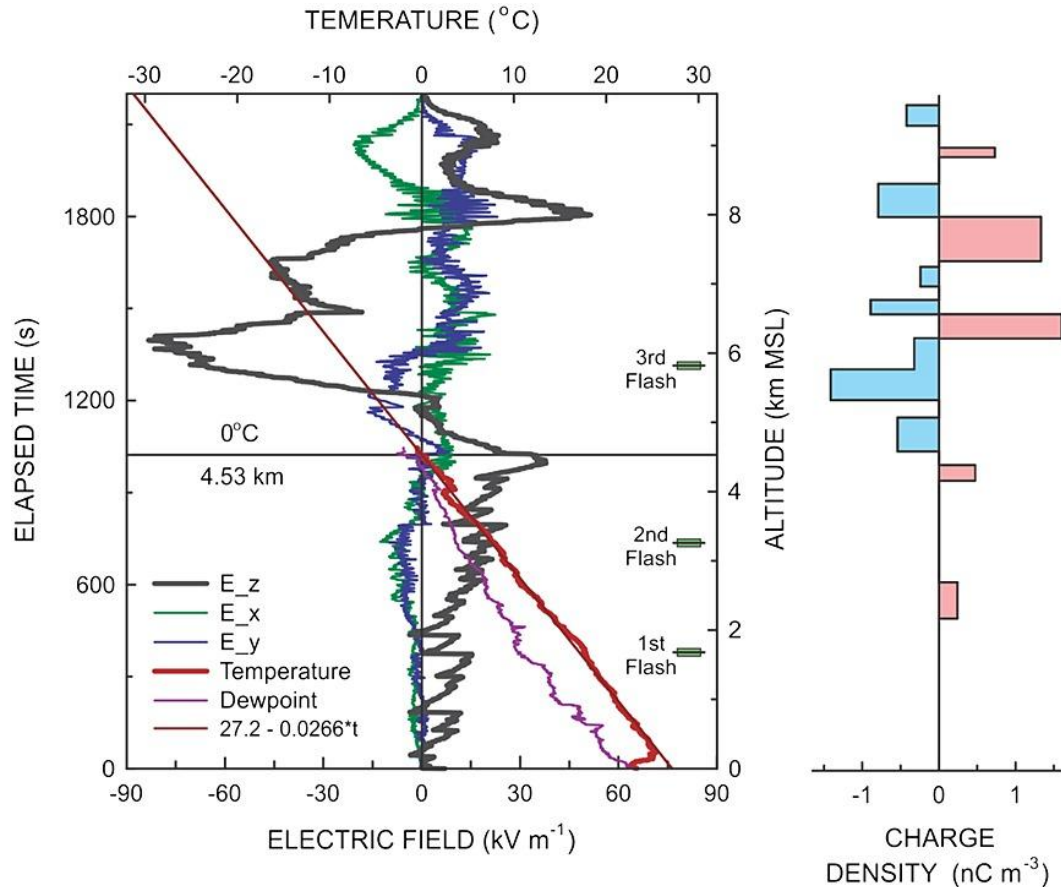 TEMERATURE (°C)
-30 -20 -10 0 10 20 30
ELAPSED TIME (s)
1800
1200
600
0
0°C
4.53 km
E_z
E_x
E_y
Temperature
Dewpoint
27.2 - 0.0266*t
3rd
Flash
2nd
Flash
1st
Flash
8
6
4
2
0
ALTITUDE (km MSL)
-90 -60 -30 0 30 60 90
ELECTRIC FIELD (kV m⁻¹)
-1 0 1
CHARGE
DENSITY (nC m⁻³)